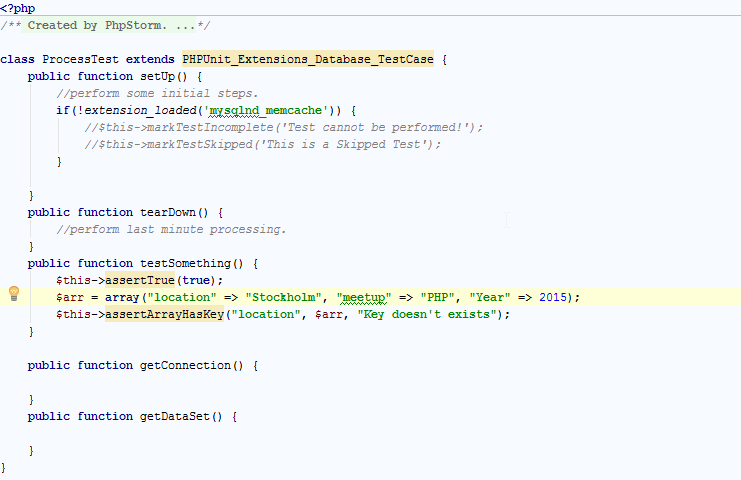 <?php
/** Created by PhpStorm. ...*/
class ProcessTest extends PHPUnit_Extensions_Database_TestCase {
    public function setUp() {
        //perform some initial steps.
        if(!extension_loaded('mysqlnd_memcache')) {
            //$this->markTestIncomplete('Test cannot be performed!');
            //$this->markTestSkipped('This is a Skipped Test');
        }
    }
    public function tearDown() {
        //perform last minute processing.
    }
    public function testSomething() {
        $this->assertTrue(true);
        $arr = array("location" => "Stockholm", "meetup" => "PHP", "Year" => 2015);
        $this->assertArrayHasKey("location", $arr, "Key doesn't exists");
    }
    public function getConnection() {
    }
    public function getDataSet() {
    }
}